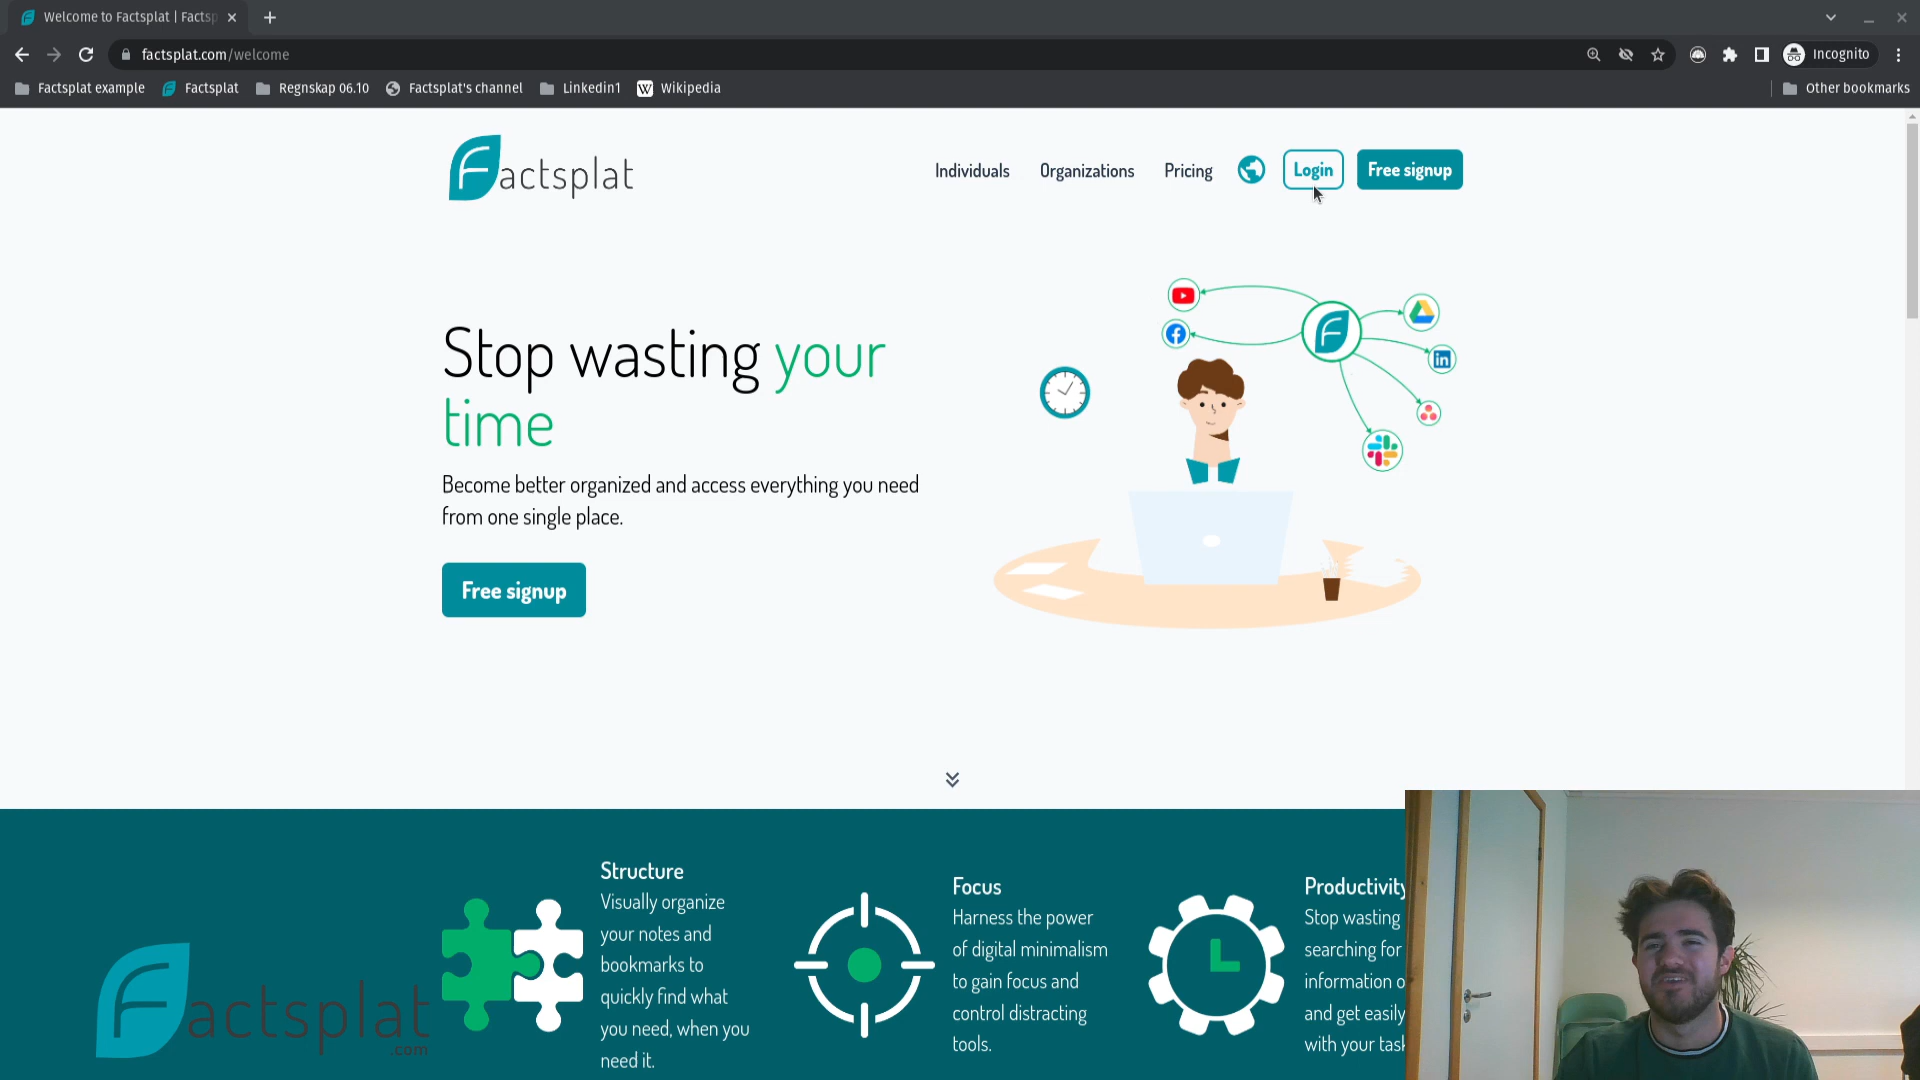 Welcome to Factsplat | Factsp
factsplat.com/welcome
Incognito
Factsplat example
Factsplat
Regnskap 06.10
Factsplat's channel
Linkedin1
Wikipedia
Other bookmarks
Factsplat
Individuals
Organizations
Pricing
Login
Free signup
Stop wasting your
time
Become better organized and access everything you need
from one single place.
Free signup
Structure
Visually organize
your notes and
bookmarks to
quickly find what
you need, when you
need it.
Focus
Harness the power
of digital minimalism
to gain focus and
control distracting
tools.
Productivity
Stop wasting
searching for
information o
and get easily
with your task
Factsplat
.com